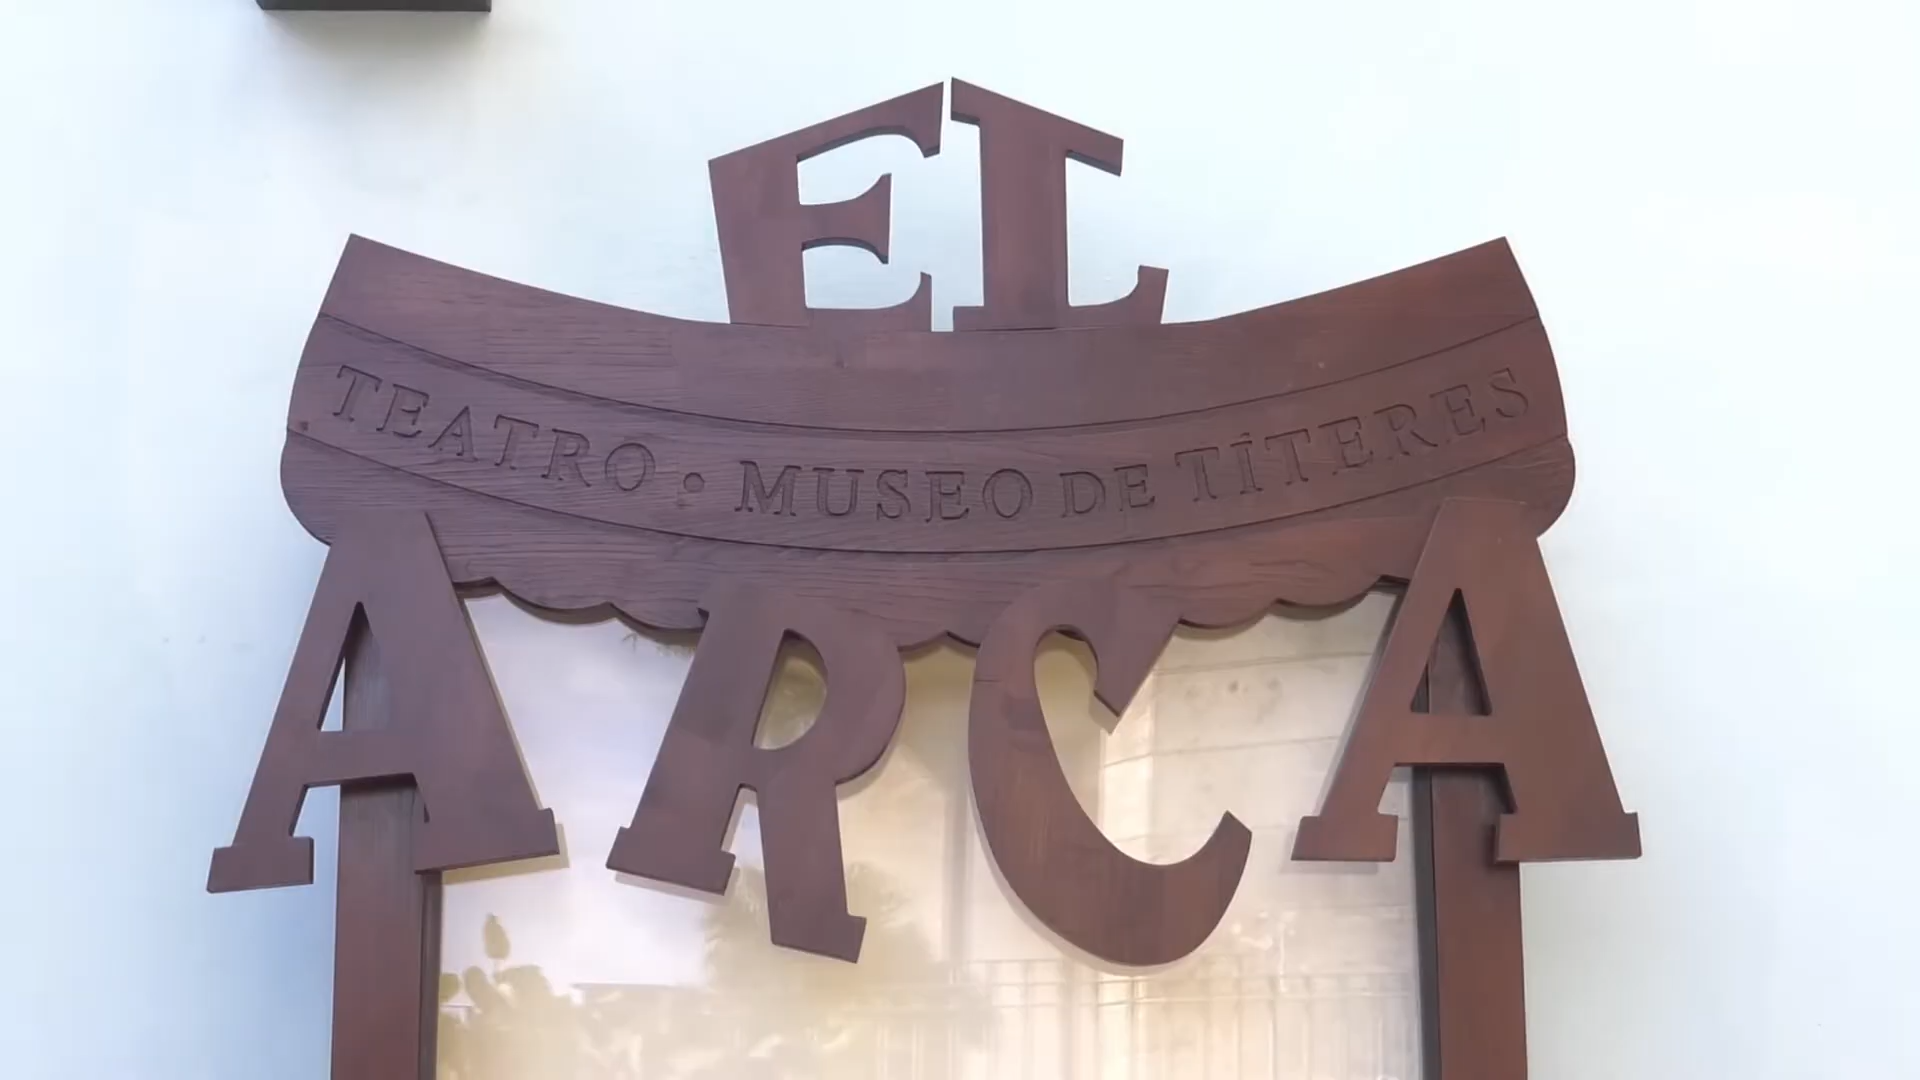 EL
TEATRO • MUSEO DE TÍTERES
ARCA